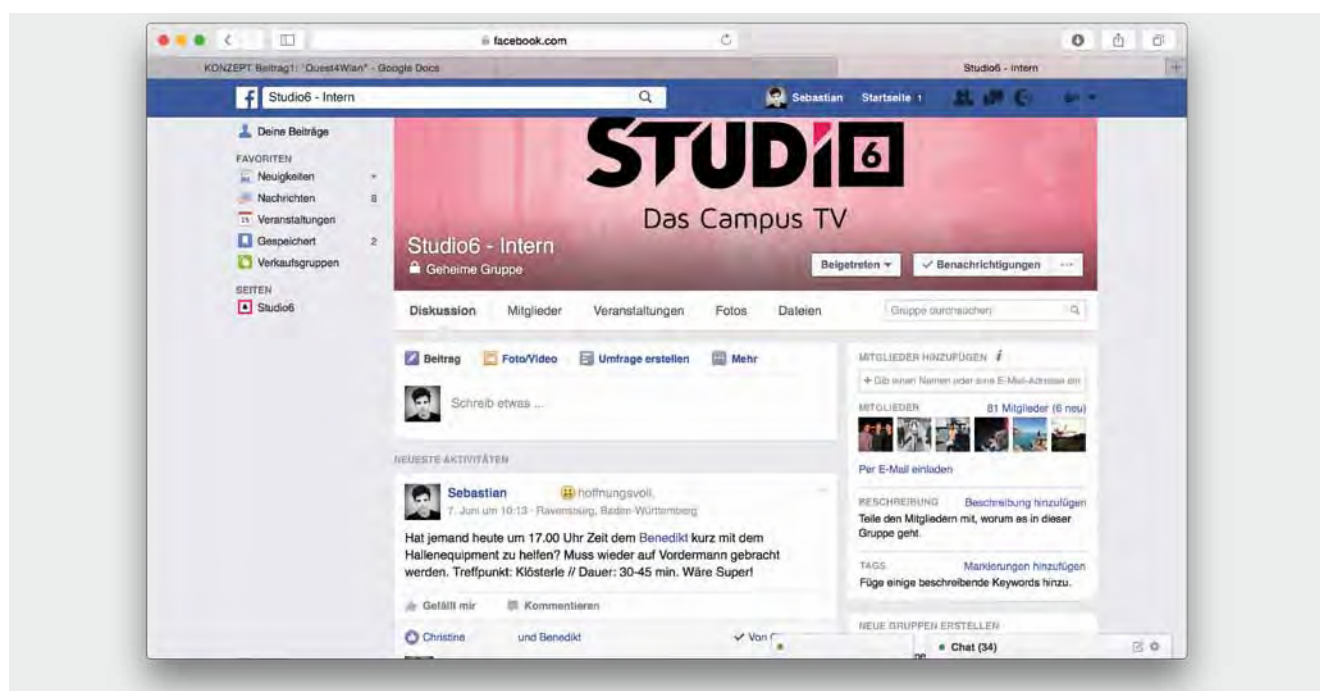 facebook.com
KONZEPT Beitrag1: "Quest4Wlan" - Google Docs
Studio6 - Intern
Studio6 - Intern
Sebastian Startseite 1
Deine Beiträge
FAVORITEN
Neuigkeiten
Nachrichten 8
Veranstaltungen
Gespeichert 2
Verkaufsgruppen
SEITEN
Studio6
STUDiO 6
Das Campus TV
Studio6 - Intern
Geheime Gruppe
Beigetreten
Benachrichtigungen
Diskussion Mitglieder Veranstaltungen Fotos Dateien
Gruppe durchsuchen
Beitrag Foto/Video Umfrage erstellen Mehr
Schreib etwas ...
NEUESTE AKTIVITÄTEN
Sebastian hoffnungsvoll.
7. Juni um 10:13 · Ravensburg, Baden-Württemberg
Hat jemand heute um 17.00 Uhr Zeit dem Benedikt kurz mit dem
Hallenequipment zu helfen? Muss wieder auf Vordermann gebracht
werden. Treffpunkt: Klösterle // Dauer: 30-45 min. Wäre Super!
Gefällt mir Kommentieren
Christine und Benedikt
Von
MITGLIEDER HINZUFÜGEN
+ Gib einen Namen oder eine E-Mail-Adresse ein
MITGLIEDER 81 Mitglieder (6 neu)
Per E-Mail einladen
BESCHREIBUNG Beschreibung hinzufügen
Teile den Mitgliedern mit, worum es in dieser
Gruppe geht.
TAGS Markierungen hinzufügen
Füge einige beschreibende Keywords hinzu.
NEUE GRUPPEN ERSTELLEN
Chat (34)